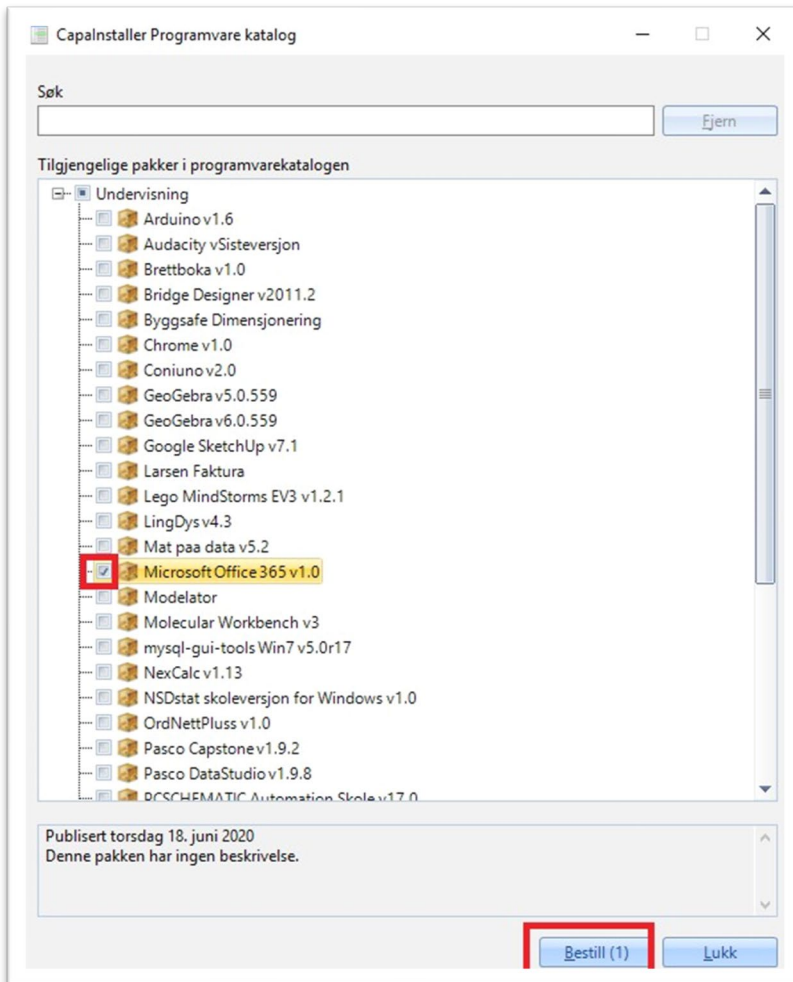 CapaInstaller Programvare katalog
Søk
Fjern
Tilgjengelige pakker i programvarekatalogen
Undervisning
Arduino v1.6
Audacity vSisteversjon
Brettboka v1.0
Bridge Designer v2011.2
Byggsafe Dimensjonering
Chrome v1.0
Coniuno v2.0
GeoGebra v5.0.559
GeoGebra v6.0.559
Google SketchUp v7.1
Larsen Faktura
Lego MindStorms EV3 v1.2.1
LingDys v4.3
Mat paa data v5.2
Microsoft Office 365 v1.0
Modelator
Molecular Workbench v3
mysql-gui-tools Win7 v5.0r17
NexCalc v1.13
NSDstat skoleversjon for Windows v1.0
OrdNettPluss v1.0
Pasco Capstone v1.9.2
Pasco DataStudio v1.9.8
PCSCHEMATIC Automation Skole v17.0
Publisert torsdag 18. juni 2020
Denne pakken har ingen beskrivelse.
Bestill (1) Lukk